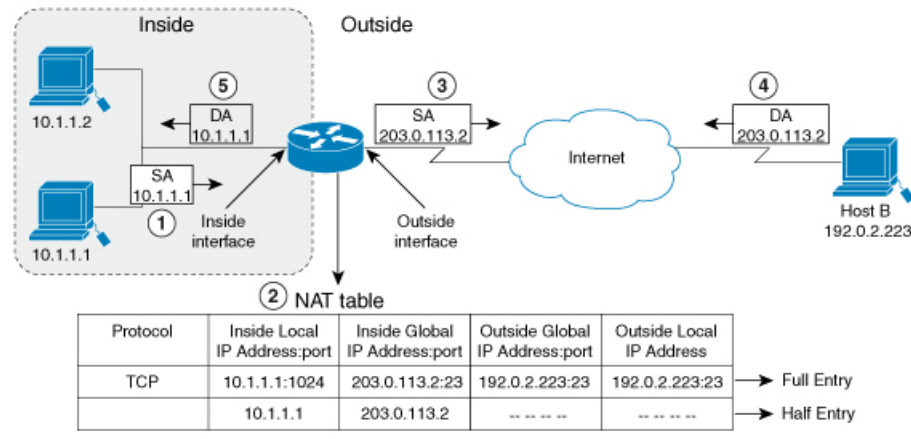 Inside
Outside
5
3
4
DA
10.1.1.1
SA
203.0.113.2
DA
203.0.113.2
10.1.1.2
Internet
SA
10.1.1.1
1
Inside
interface
Outside
interface
10.1.1.1
Host B
192.0.2.223
2 NAT table
Protocol
Inside Local
IP Address:port
Inside Global
IP Address:port
Outside Global
IP Address:port
Outside Local
IP Address
TCP
10.1.1.1:1024
203.0.113.2:23
192.0.2.223:23
192.0.2.223:23
Full Entry
10.1.1.1
203.0.113.2
-- -- -- --
-- -- -- --
Half Entry